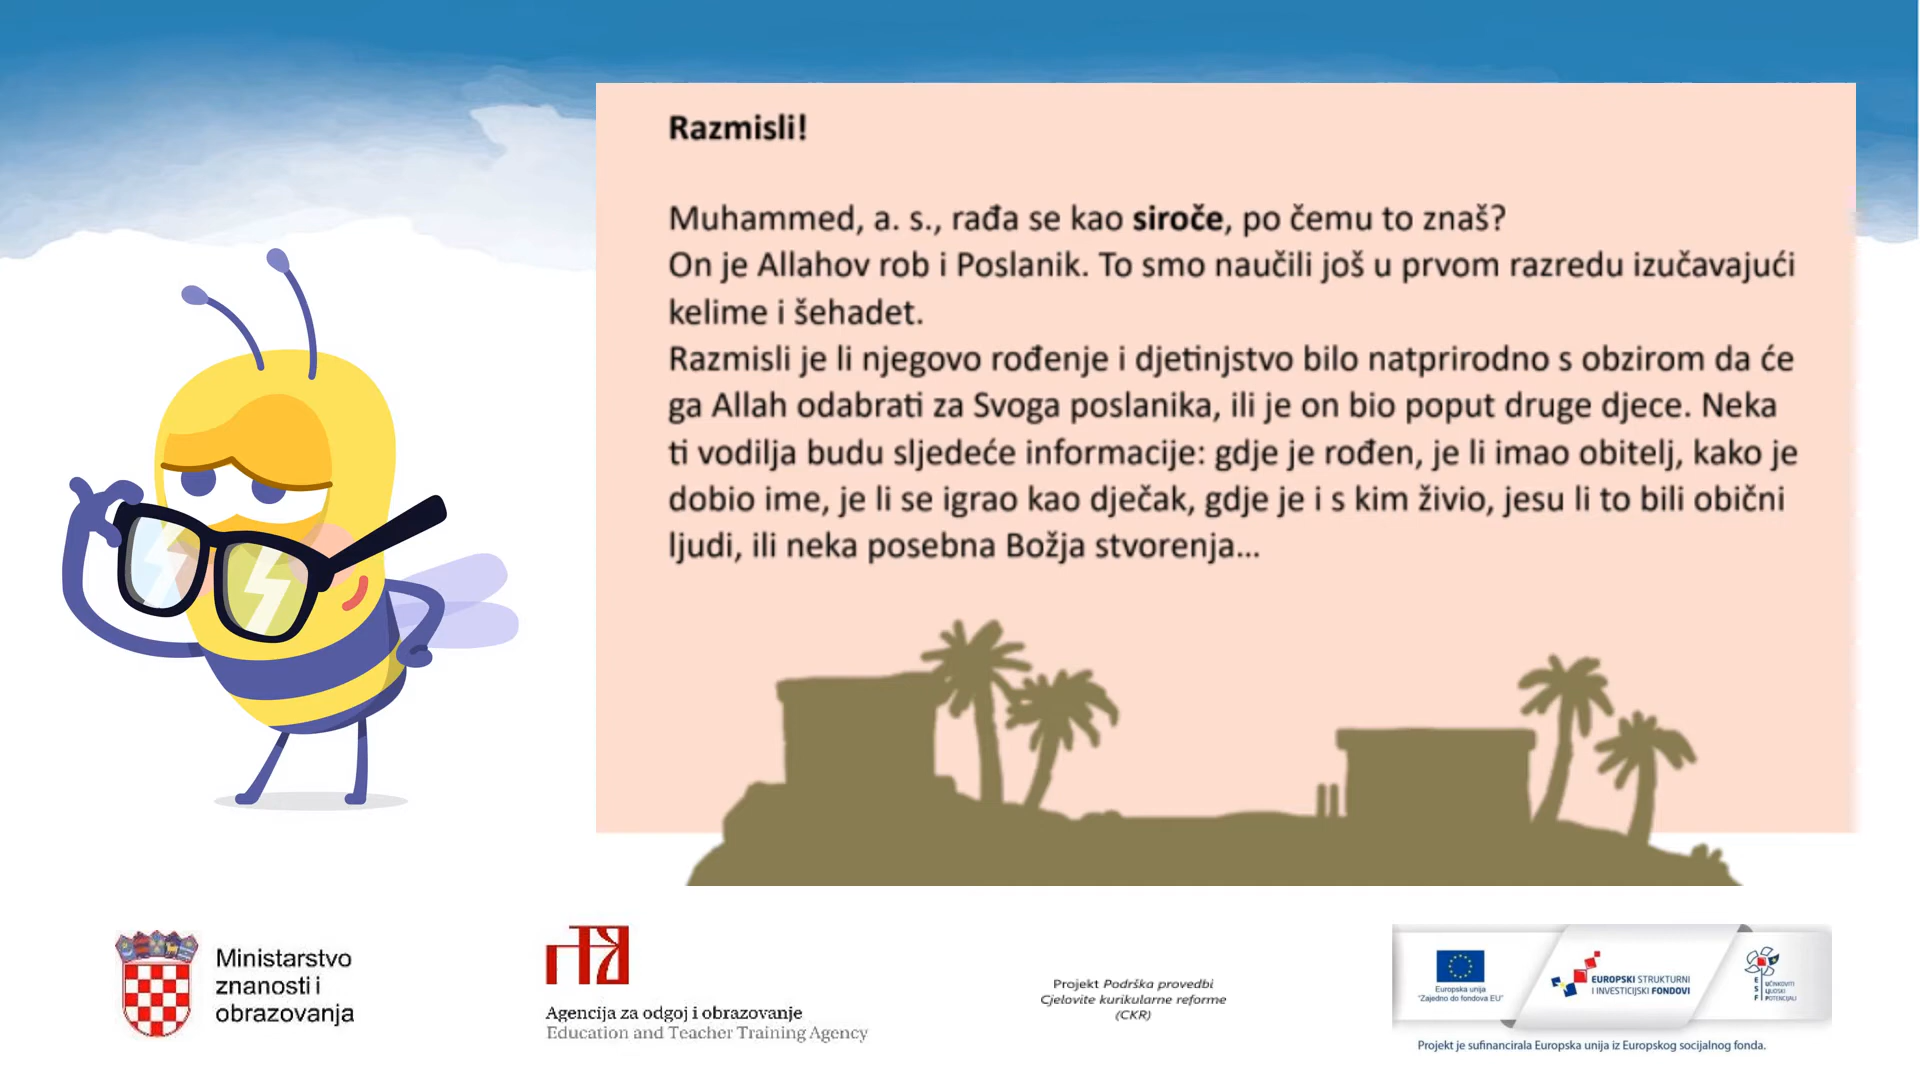 Razmisli!
Muhammed, a. s., rađa se kao siroče, po čemu to znaš?
On je Allahov rob i Poslanik. To smo naučili još u prvom razredu izučavajući
kelime i šehadet.
Razmisli je li njegovo rođenje i djetinjstvo bilo natprirodno s obzirom da će
ga Allah odabrati za Svoga poslanika, ili je on bio poput druge djece. Neka
ti vodilja budu sljedeće informacije: gdje je rođen, je li imao obitelj, kako je
dobio ime, je li se igrao kao dječak, gdje je i s kim živio, jesu li to bili obični
ljudi, ili neka posebna Božja stvorenja...
Ministarstvo
znanosti i
obrazovanja
Agencija za odgoj i obrazovanje
Education and Teacher Training Agency
Projekt Podrška provedbi
Cjelovite kurikularne reforme
(CKR)
Europska unija
"Zajedno do fondova EU"
EUROPSKI STRUKTURNI
I INVESTICIJSKI FONDOVI
ESF
UČINKOVITI
LJUDSKI
POTENCIJALI
Projekt je sufinancirala Europska unija iz Europskog socijalnog fonda.